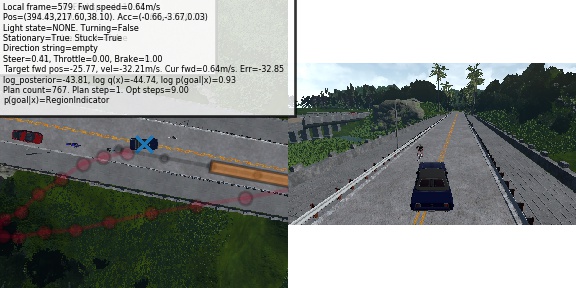 Local frame=579. Fwd speed=0.64m/s
Pos=(394.43,217.60,38.10). Acc=(-0.66,-3.67,0.03)
Light state=NONE. Turning=False
Stationary=True. Stuck=True
Direction string=empty
Steer=0.41, Throttle=0.00, Brake=1.00
Target fwd pos=-25.77, vel=-32.21m/s. Cur fwd=0.64m/s. Err=-32.85
log_posterior=-43.81, log q(x)=-44.74, log p(goal|x)=0.93
Plan count=767. Plan step=1. Opt steps=9.00
p(goal|x)=RegionIndicator